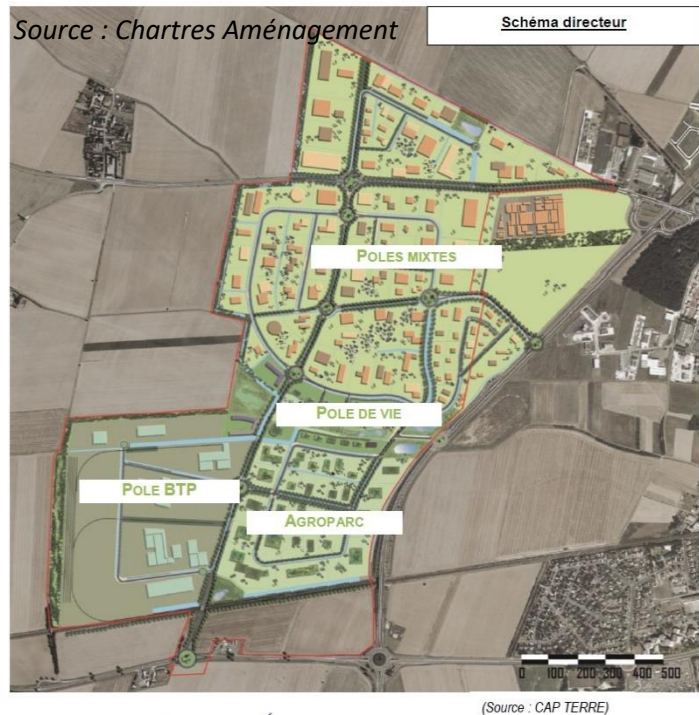 Source : Chartres Aménagement
Schéma directeur
POLES MIXTES
POLE DE VIE
POLE BTP
AGROPARC
0 100 200 300 400 500
(Source : CAP TERRE)